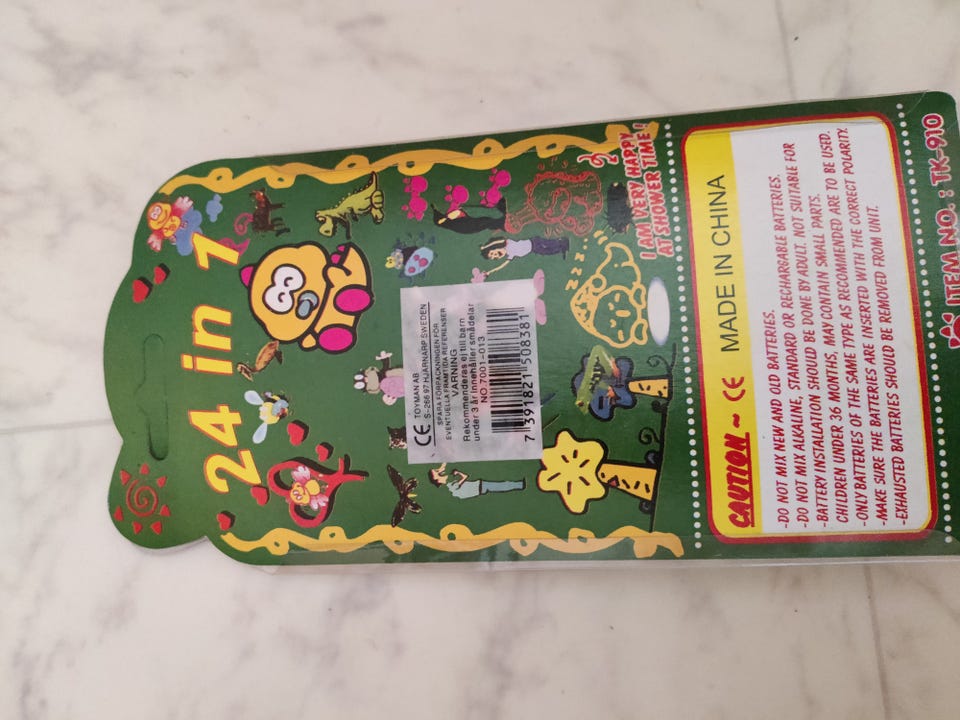 24 in 1
I AM VERY HAPPY
AT SHOWER TIME!
CE TOYMAN AB
S-266 97 HJÄRNARP SWEDEN
SPARA FÖRPACKNINGEN FÖR
EVENTUELLA FRAMTIDA REFERENSER
VARNING
Rekommenderas ej till barn
under 3 år innehåller smådelar
NO.7001-013
7 391821 508381
CAUTION ~ CE MADE IN CHINA
-DO NOT MIX NEW AND OLD BATTERIES.
-DO NOT MIX ALKALINE, STANDARD OR RECHARGABLE BATTERIES.
-BATTERY INSTALLATION SHOULD BE DONE BY ADULT. NOT SUITABLE FOR
CHILDREN UNDER 36 MONTHS, MAY CONTAIN SMALL PARTS.
-ONLY BATTERIES OF THE SAME TYPE AS RECOMMENDED ARE TO BE USED.
-MAKE SURE THE BATTERIES ARE INSERTED WITH THE CORRECT POLARITY.
-EXHAUSTED BATTERIES SHOULD BE REMOVED FROM UNIT.
ITEM NO. : TK-910